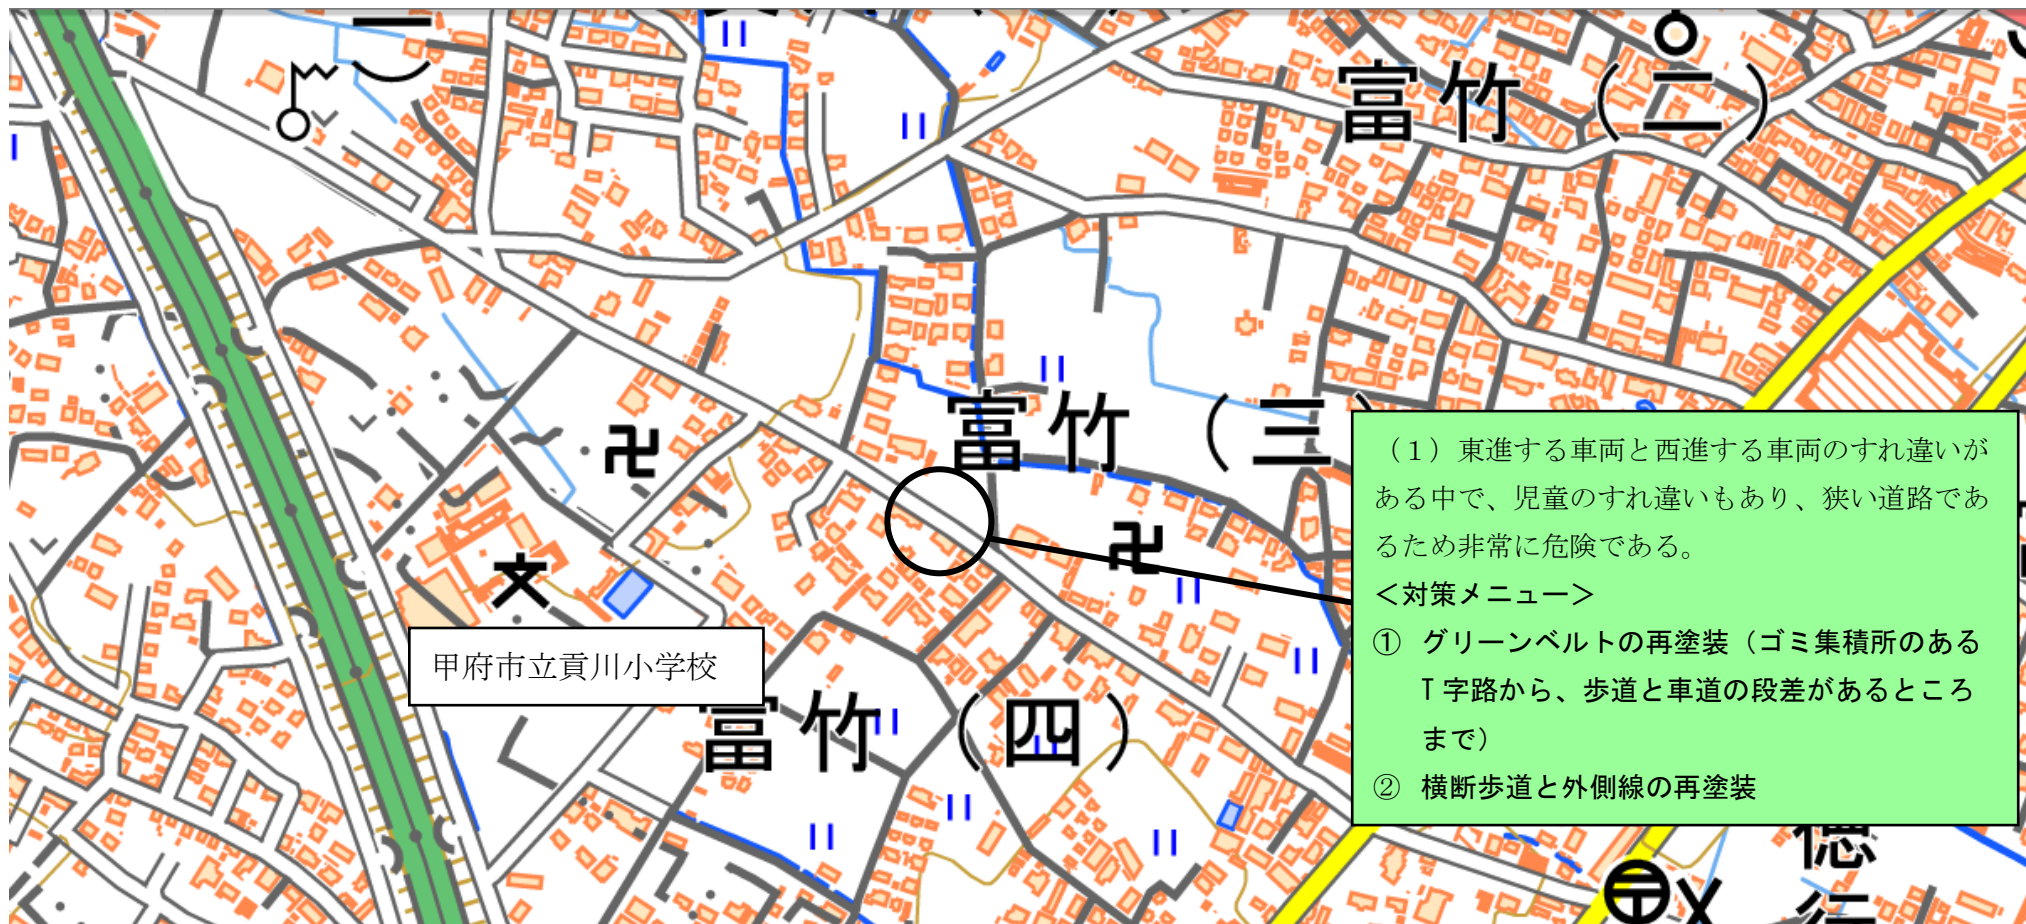 富竹（二）
富竹（三）
（１）東進する車両と西進する車両のすれ違いが
ある中で、児童のすれ違いもあり、狭い道路であ
るため非常に危険である。
＜対策メニュー＞
① グリーンベルトの再塗装（ゴミ集積所のある
T 字路から、歩道と車道の段差があるところ
まで）
② 横断歩道と外側線の再塗装
甲府市立貢川小学校
富竹（四）
徳行